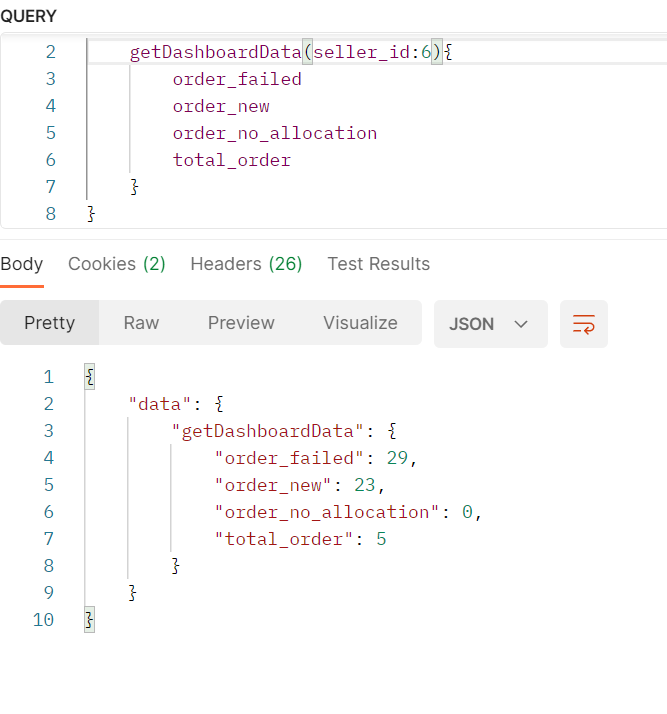 QUERY
2 getDashboardData(seller_id:6){
3 order_failed
4 order_new
5 order_no_allocation
6 total_order
7 }
8 }
Body Cookies (2) Headers (26) Test Results
Pretty Raw Preview Visualize JSON
1 {
2 "data": {
3 "getDashboardData": {
4 "order_failed": 29,
5 "order_new": 23,
6 "order_no_allocation": 0,
7 "total_order": 5
8 }
9 }
10 }